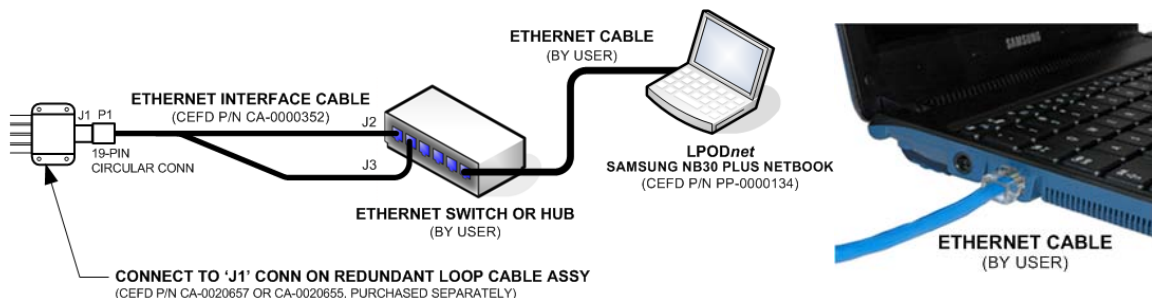 ETHERNET CABLE
(BY USER)
ETHERNET INTERFACE CABLE
(CEFD P/N CA-0000352)
J1 P1
J2
19-PIN
CIRCULAR CONN
J3
LPODnet
SAMSUNG NB30 PLUS NETBOOK
(CEFD P/N PP-0000134)
ETHERNET SWITCH OR HUB
(BY USER)
CONNECT TO 'J1' CONN ON REDUNDANT LOOP CABLE ASSY
(CEFD P/N CA-0020657 OR CA-0020655, PURCHASED SEPARATELY)
SAMSUNG
ETHERNET CABLE
(BY USER)